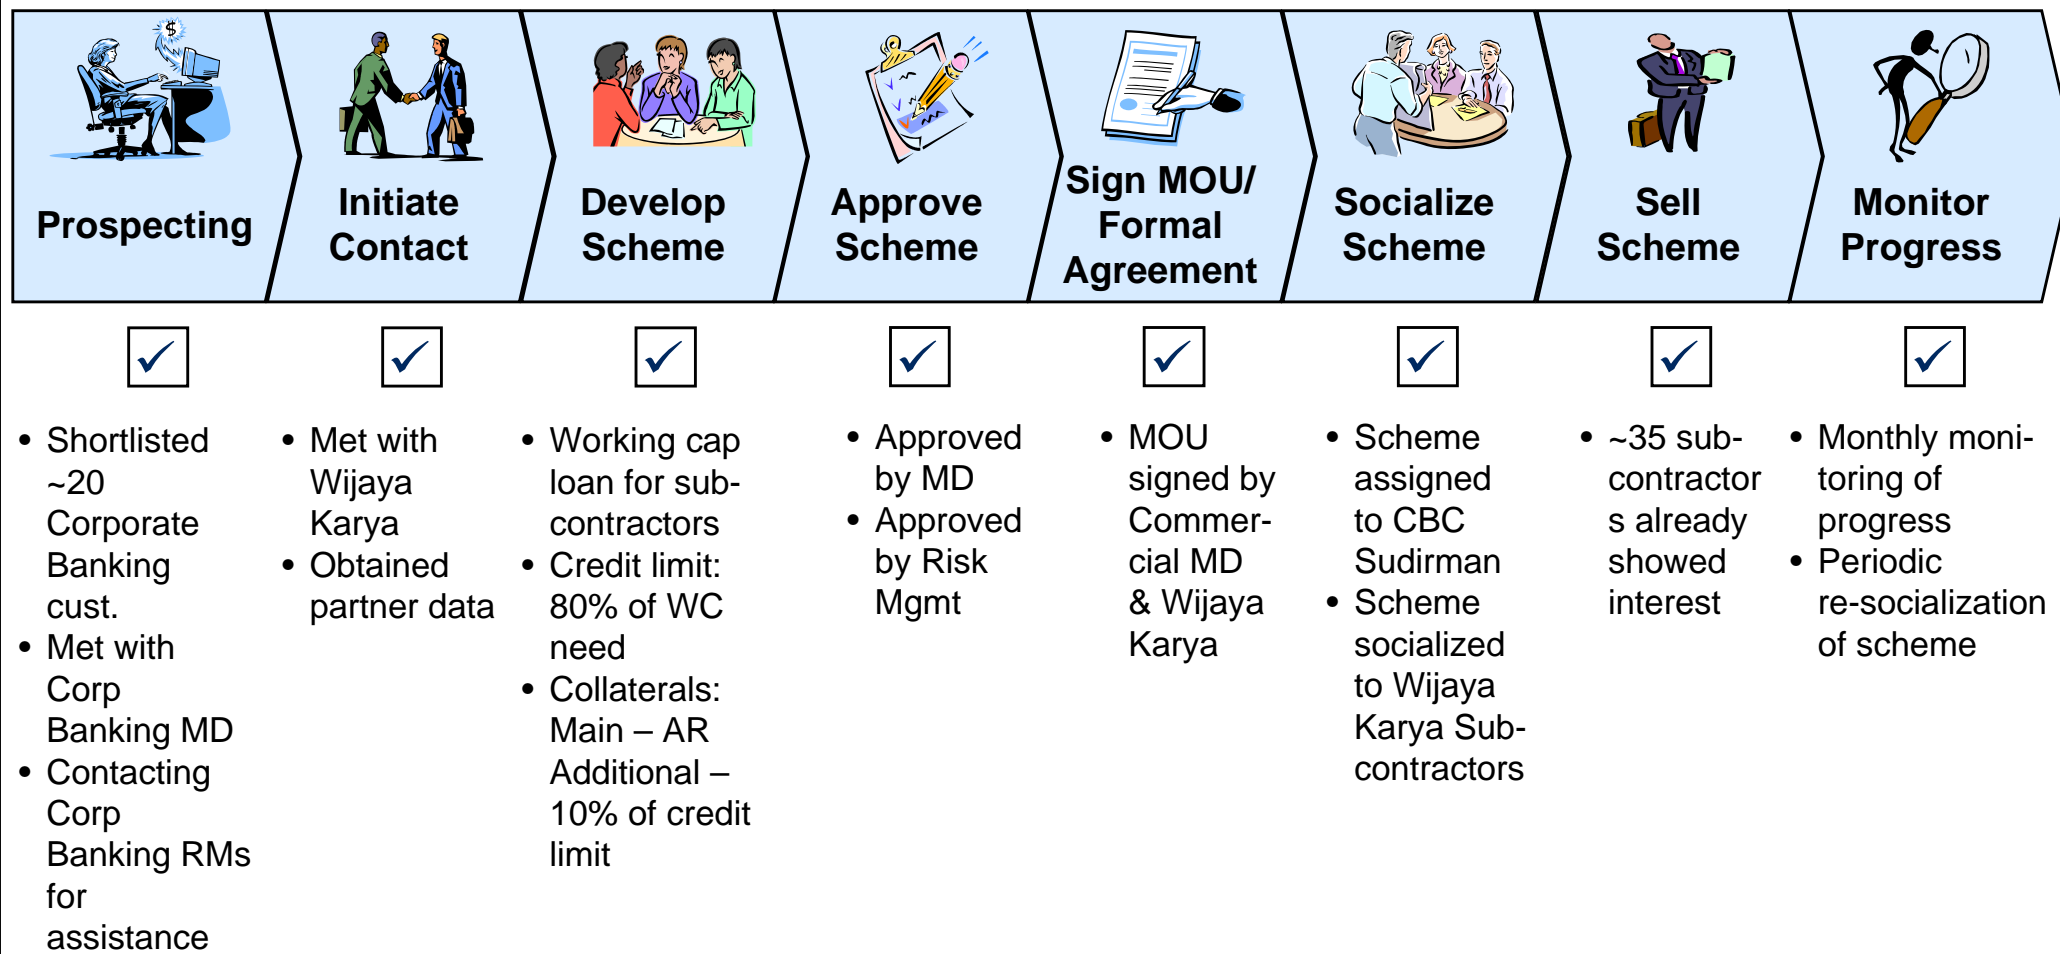 $
Prospecting
Initiate
Contact
Develop
Scheme
Approve
Scheme
Sign MOU/
Formal
Agreement
Socialize
Scheme
Sell
Scheme
Monitor
Progress
• Shortlisted
~20
Corporate
Banking
cust.
• Met with
Corp
Banking MD
• Contacting
Corp
Banking RMs
for
assistance
• Met with
Wijaya
Karya
• Obtained
partner data
• Working cap
loan for sub-
contractors
• Credit limit:
80% of WC
need
• Collaterals:
Main – AR
Additional –
10% of credit
limit
• Approved
by MD
• Approved
by Risk
Mgmt
• MOU
signed by
Commer-
cial MD
& Wijaya
Karya
• Scheme
assigned
to CBC
Sudirman
• Scheme
socialized
to Wijaya
Karya Sub-
contractors
• ~35 sub-
contractor
s already
showed
interest
• Monthly moni-
toring of
progress
• Periodic
re-socialization
of scheme